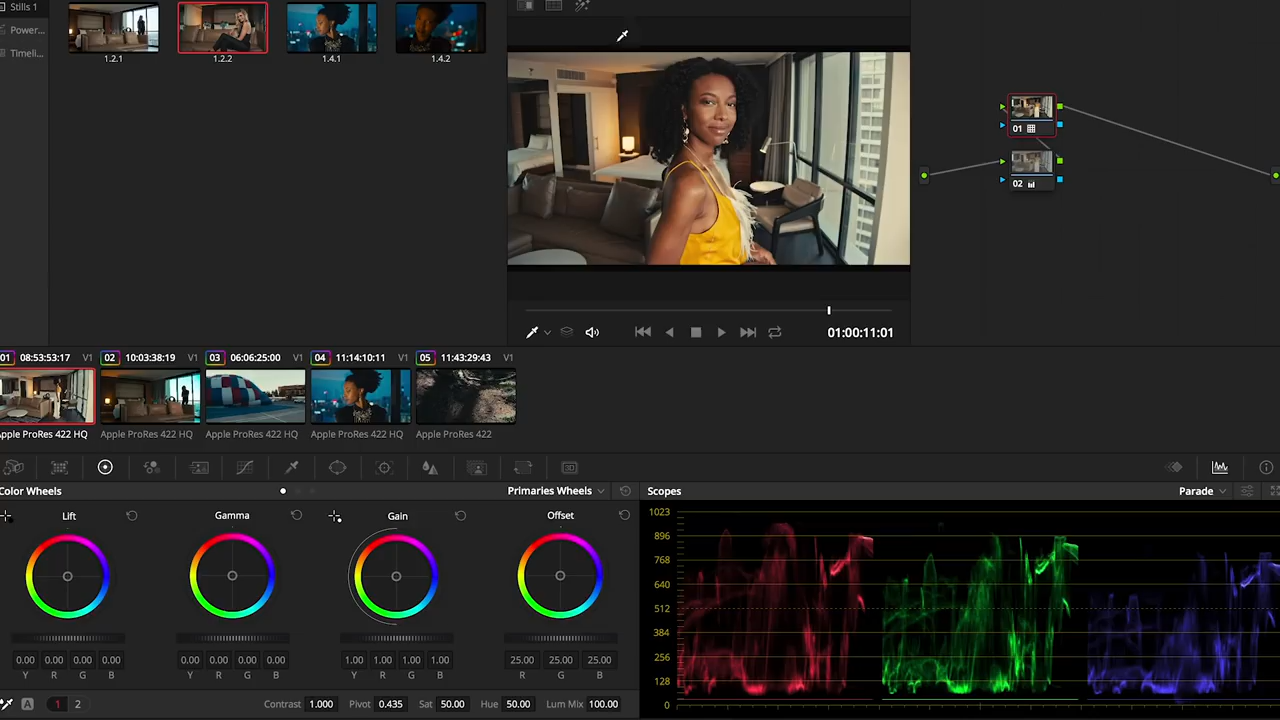 Stills 1
Power...
Timeli...
1.2.1 1.2.2 1.4.1 1.4.2
01
02
01:00:11:01
01 08:53:53:17 V1 02 10:03:38:19 V1 03 06:06:25:00 V1 04 11:14:10:11 V1 05 11:43:29:43 V1
Apple ProRes 422 HQ Apple ProRes 422 HQ Apple ProRes 422 HQ Apple ProRes 422 HQ Apple ProRes 422
3D
Color Wheels Primaries Wheels Scopes Parade
Lift Gamma Gain Offset
1023
896
768
640
512
384
256
128
0
0.00 0.00 0.00 0.00 0.00 0.00 0.00 0.00 1.00 1.00 1.00 1.00 25.00 25.00 25.00
Y R G B Y R G B Y R G B R G B
A 1 2 Contrast 1.000 Pivot 0.435 Sat 50.00 Hue 50.00 Lum Mix 100.00